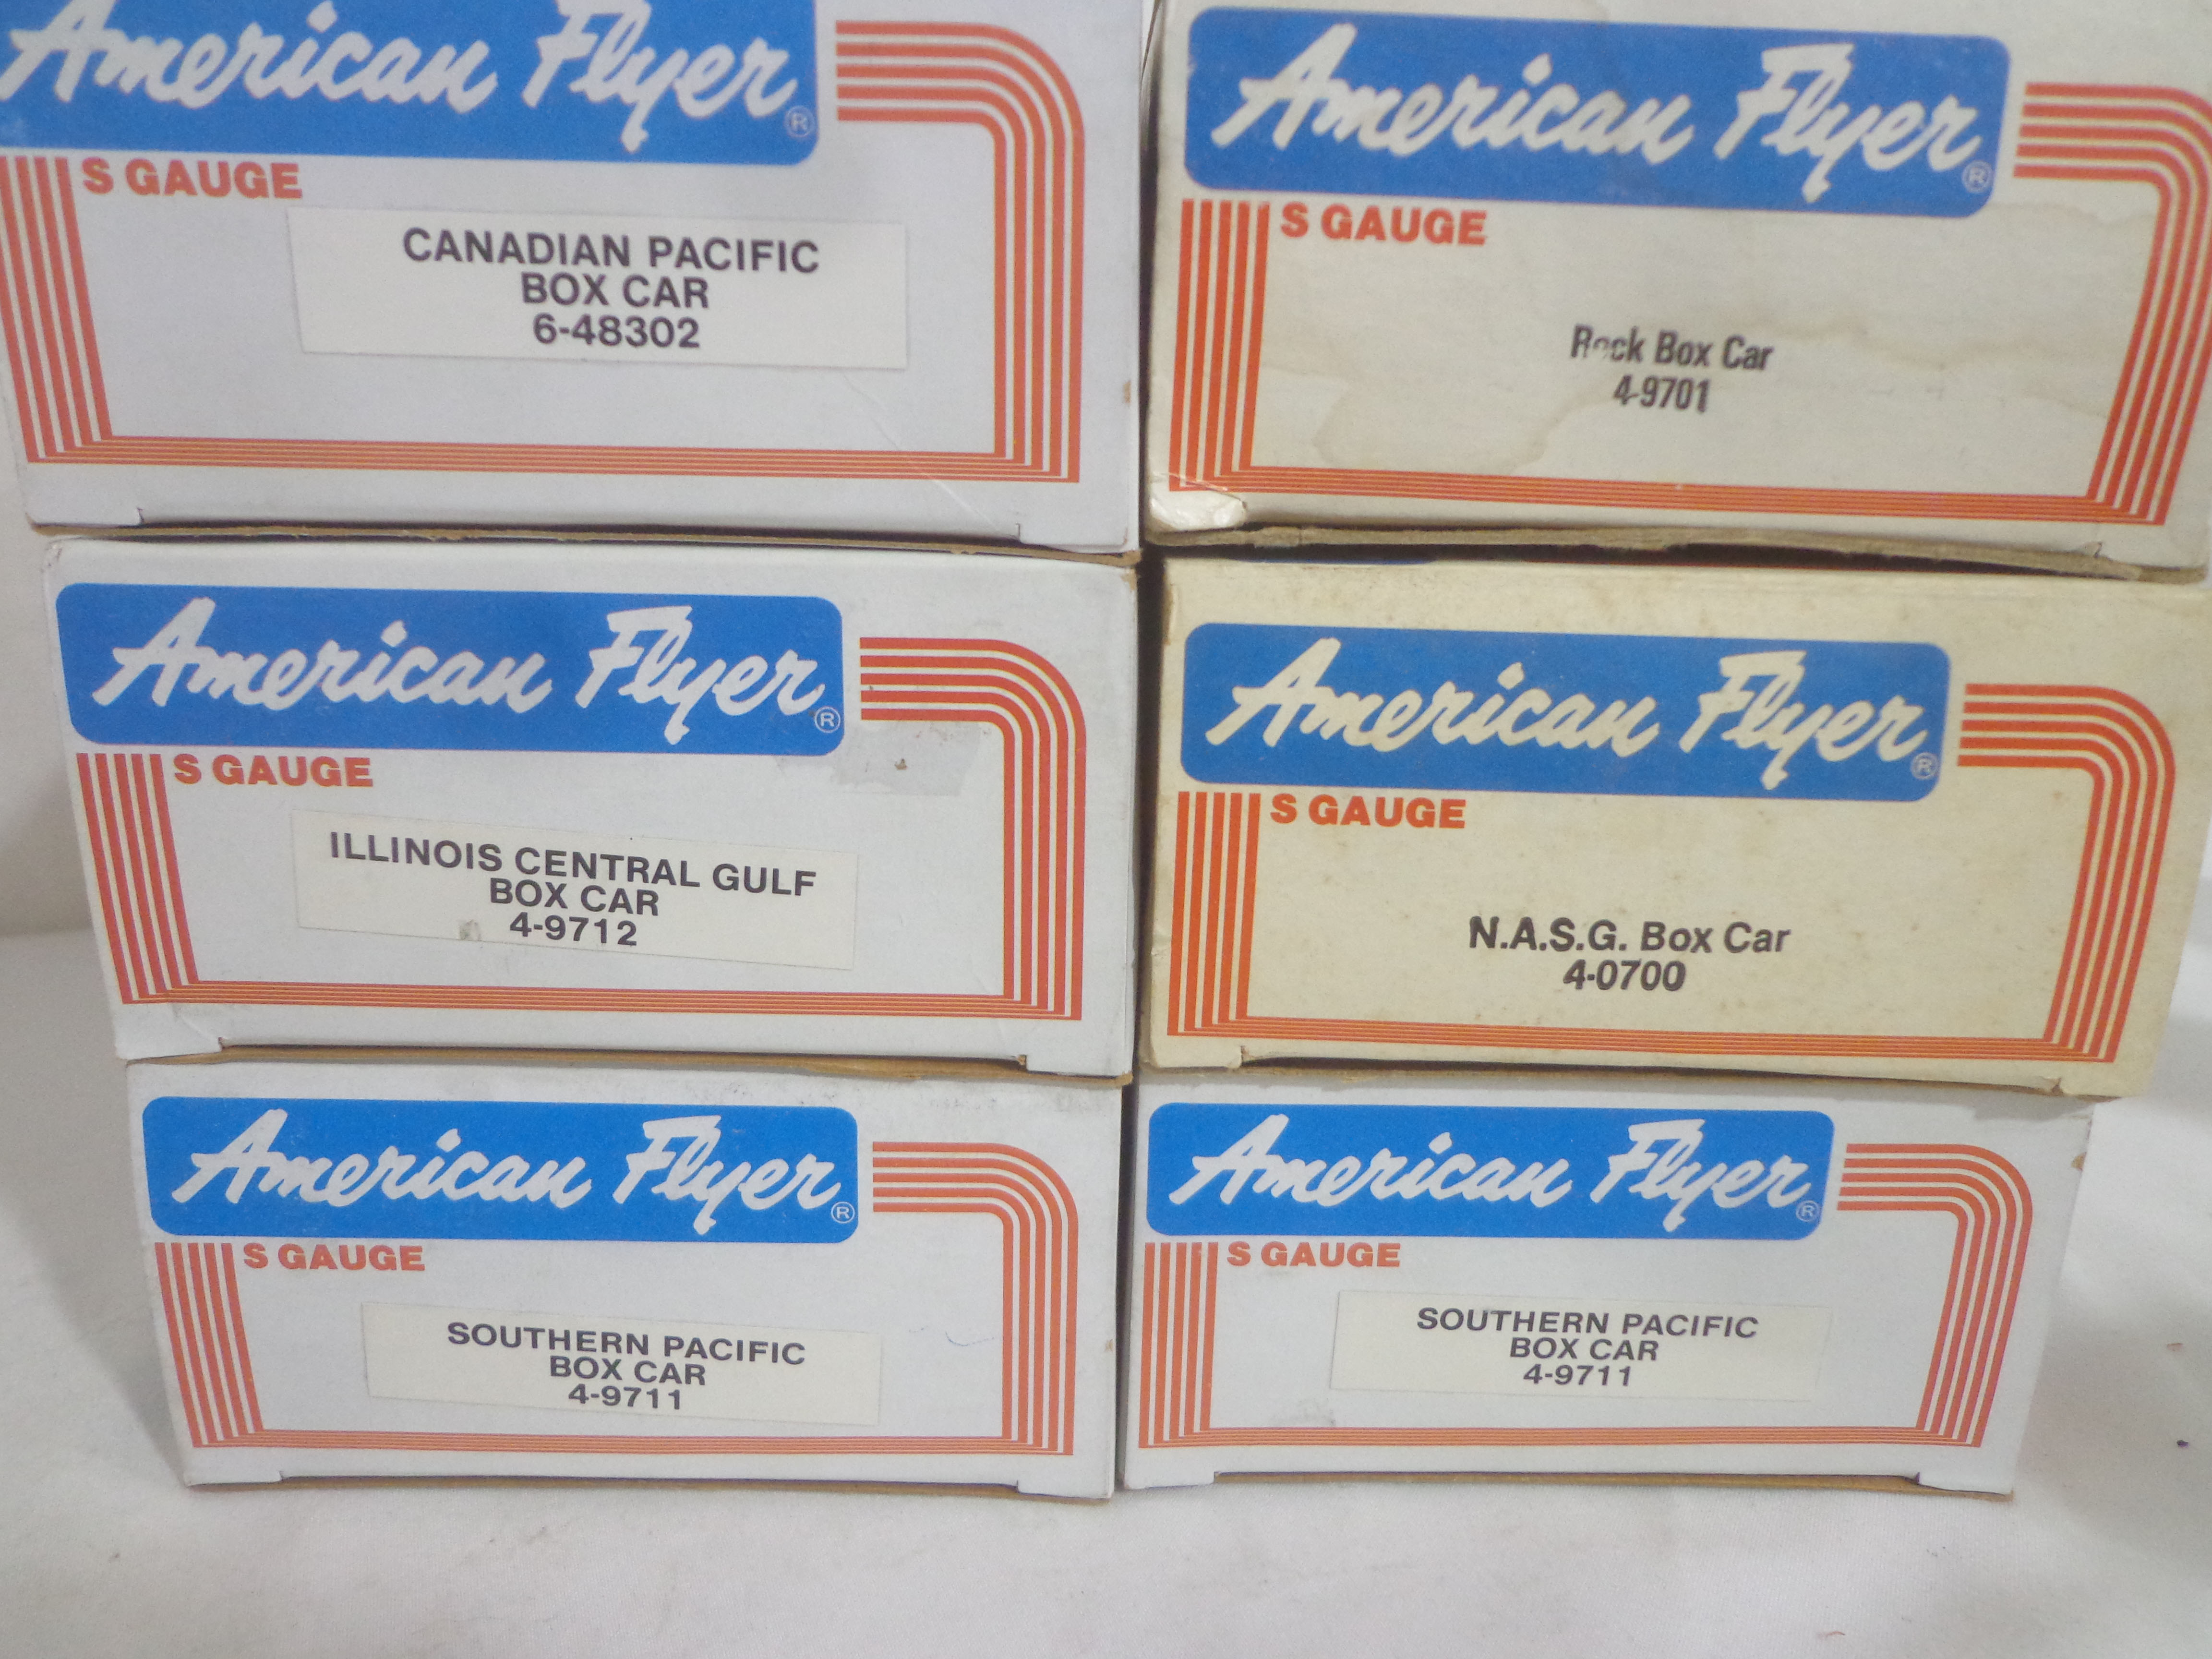 American Flyer®
S GAUGE
CANADIAN PACIFIC
BOX CAR
6-48302
American Flyer®
S GAUGE
Rock Box Car
4-9701
American Flyer®
S GAUGE
ILLINOIS CENTRAL GULF
BOX CAR
4-9712
American Flyer®
S GAUGE
N.A.S.G. Box Car
4-0700
American Flyer®
S GAUGE
SOUTHERN PACIFIC
BOX CAR
4-9711
American Flyer®
S GAUGE
SOUTHERN PACIFIC
BOX CAR
4-9711